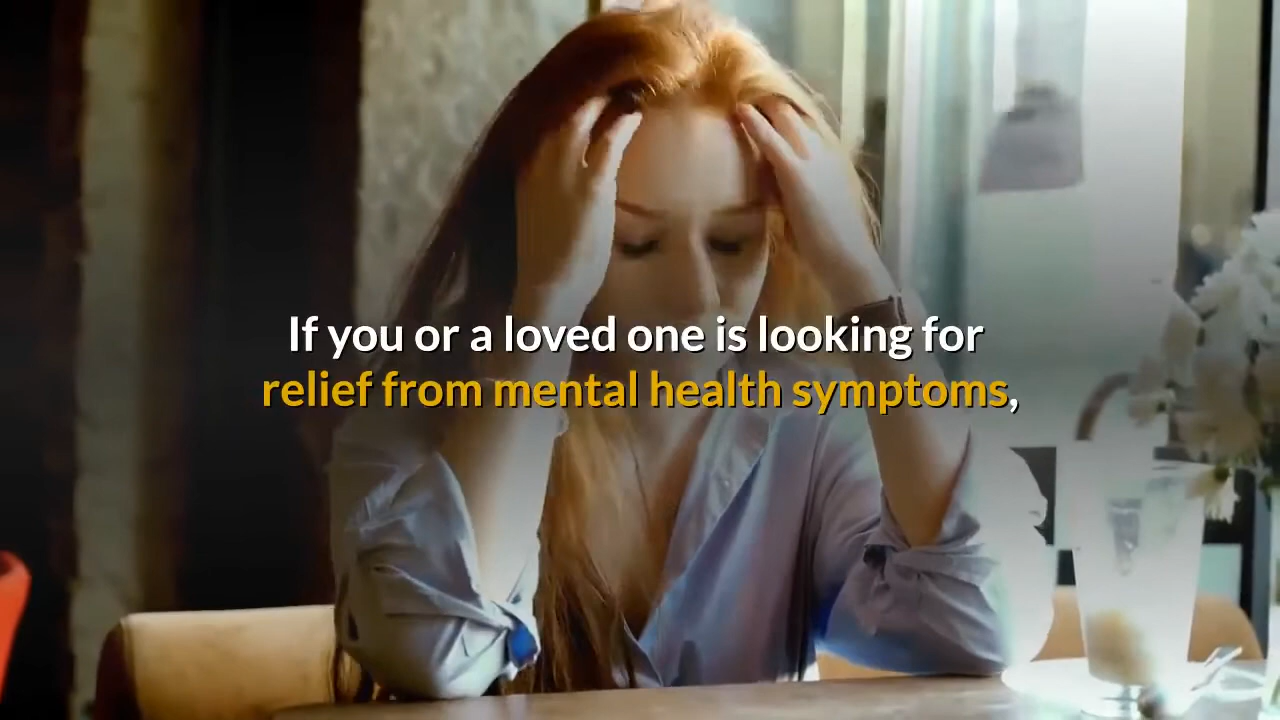 If you or a loved one is looking for
relief from mental health symptoms,